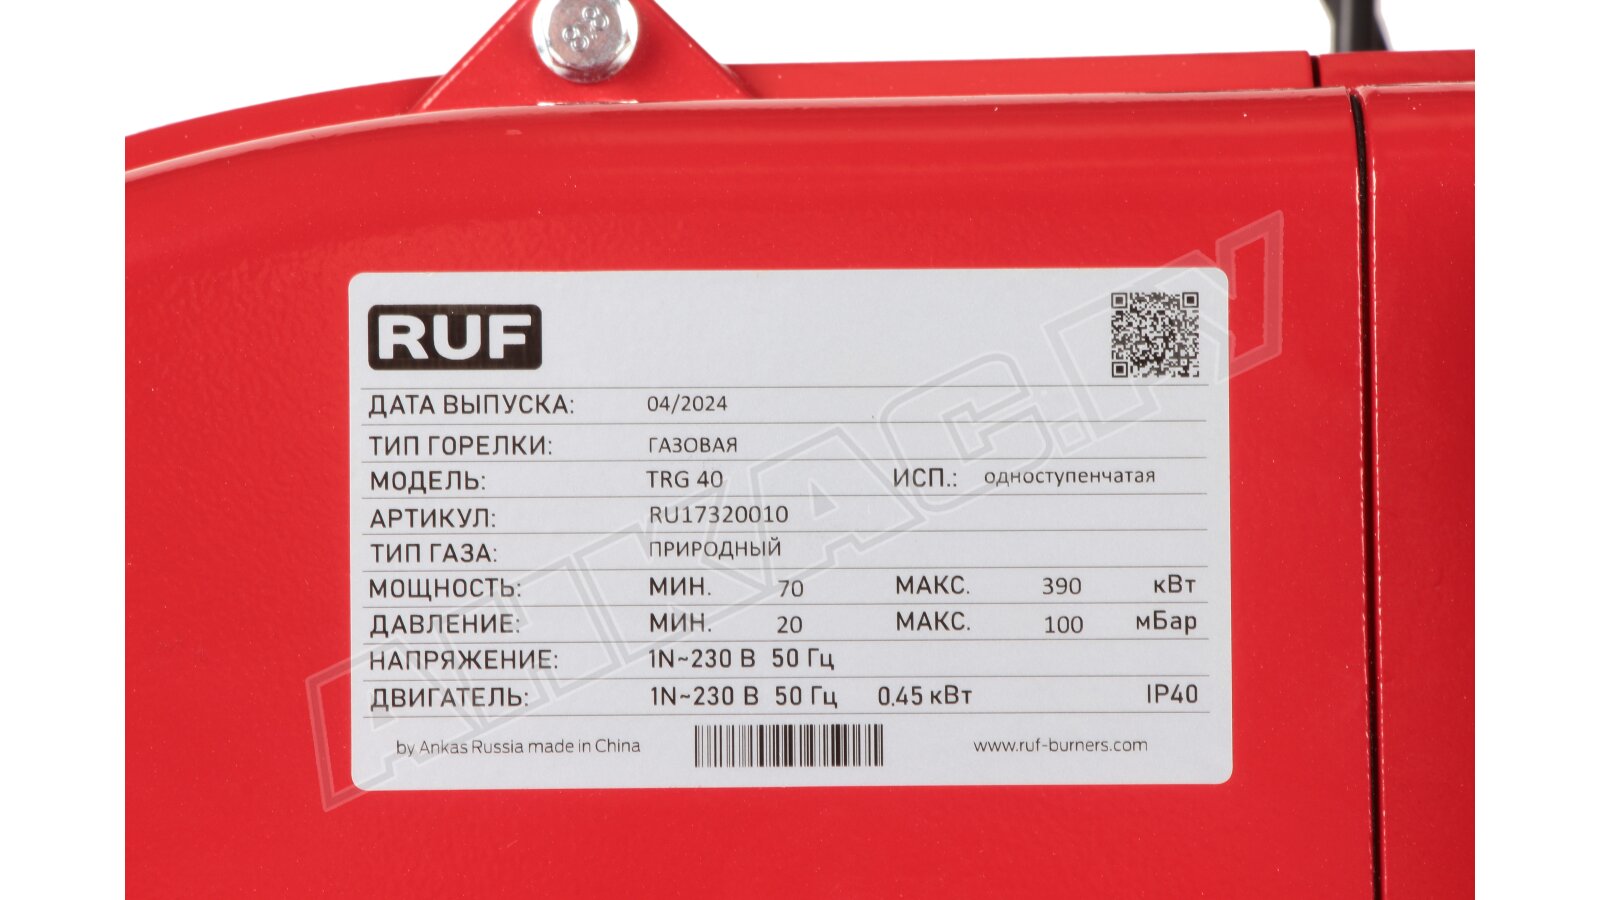 88
RUF
ДАТА ВЫПУСКА: 04/2024
ТИП ГОРЕЛКИ: ГАЗОВАЯ
МОДЕЛЬ: TRG 40 ИСП.: одноступенчатая
АРТИКУЛ: RU17320010
ТИП ГАЗА: ПРИРОДНЫЙ
МОЩНОСТЬ: МИН. 70 МАКС. 390 кВт
ДАВЛЕНИЕ: МИН. 20 МАКС. 100 мБар
НАПРЯЖЕНИЕ: 1N~230 В 50 Гц
ДВИГАТЕЛЬ: 1N~230 В 50 Гц 0.45 кВт IP40
by Ankas Russia made in China
www.ruf-burners.com